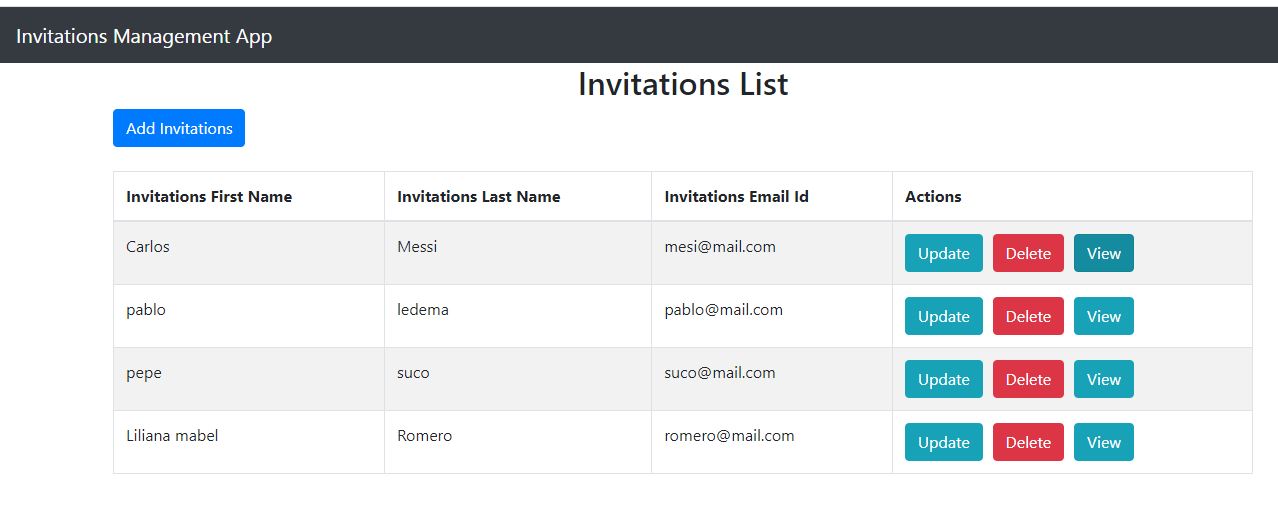 Invitations Management App
Invitations List
Add Invitations
Invitations First Name Invitations Last Name Invitations Email Id Actions
Carlos Messi mesi@mail.com Update Delete View
pablo ledema pablo@mail.com Update Delete View
pepe suco suco@mail.com Update Delete View
Liliana mabel Romero romero@mail.com Update Delete View